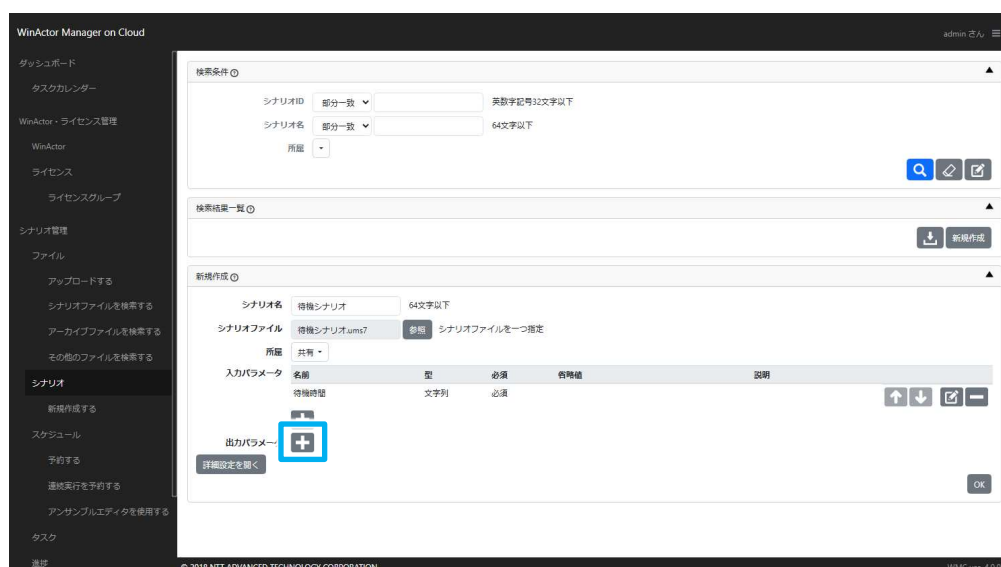 WinActor Manager on Cloud
admin さん
ダッシュボード
タスクカレンダー
WinActor・ライセンス管理
WinActor
ライセンス
ライセンスグループ
シナリオ管理
ファイル
アップロードする
シナリオファイルを検索する
アーカイブファイルを検索する
その他のファイルを検索する
シナリオ
新規作成する
スケジュール
予約する
連続実行を予約する
アンサンブルエディタを使用する
タスク
進捗
検索条件
シナリオID 部分一致 英数字記号32文字以下
シナリオ名 部分一致 64文字以下
所属
検索結果一覧
新規作成
新規作成
シナリオ名 待機シナリオ 64文字以下
シナリオファイル 待機シナリオ.ums7 参照 シナリオファイルを一つ指定
所属 共有
入力パラメータ 名前 型 必須 省略値 説明
待機時間 文字列 必須
出力パラメー
詳細設定を開く
OK
© 2018 NTT ADVANCED TECHNOLOGY CORPORATION